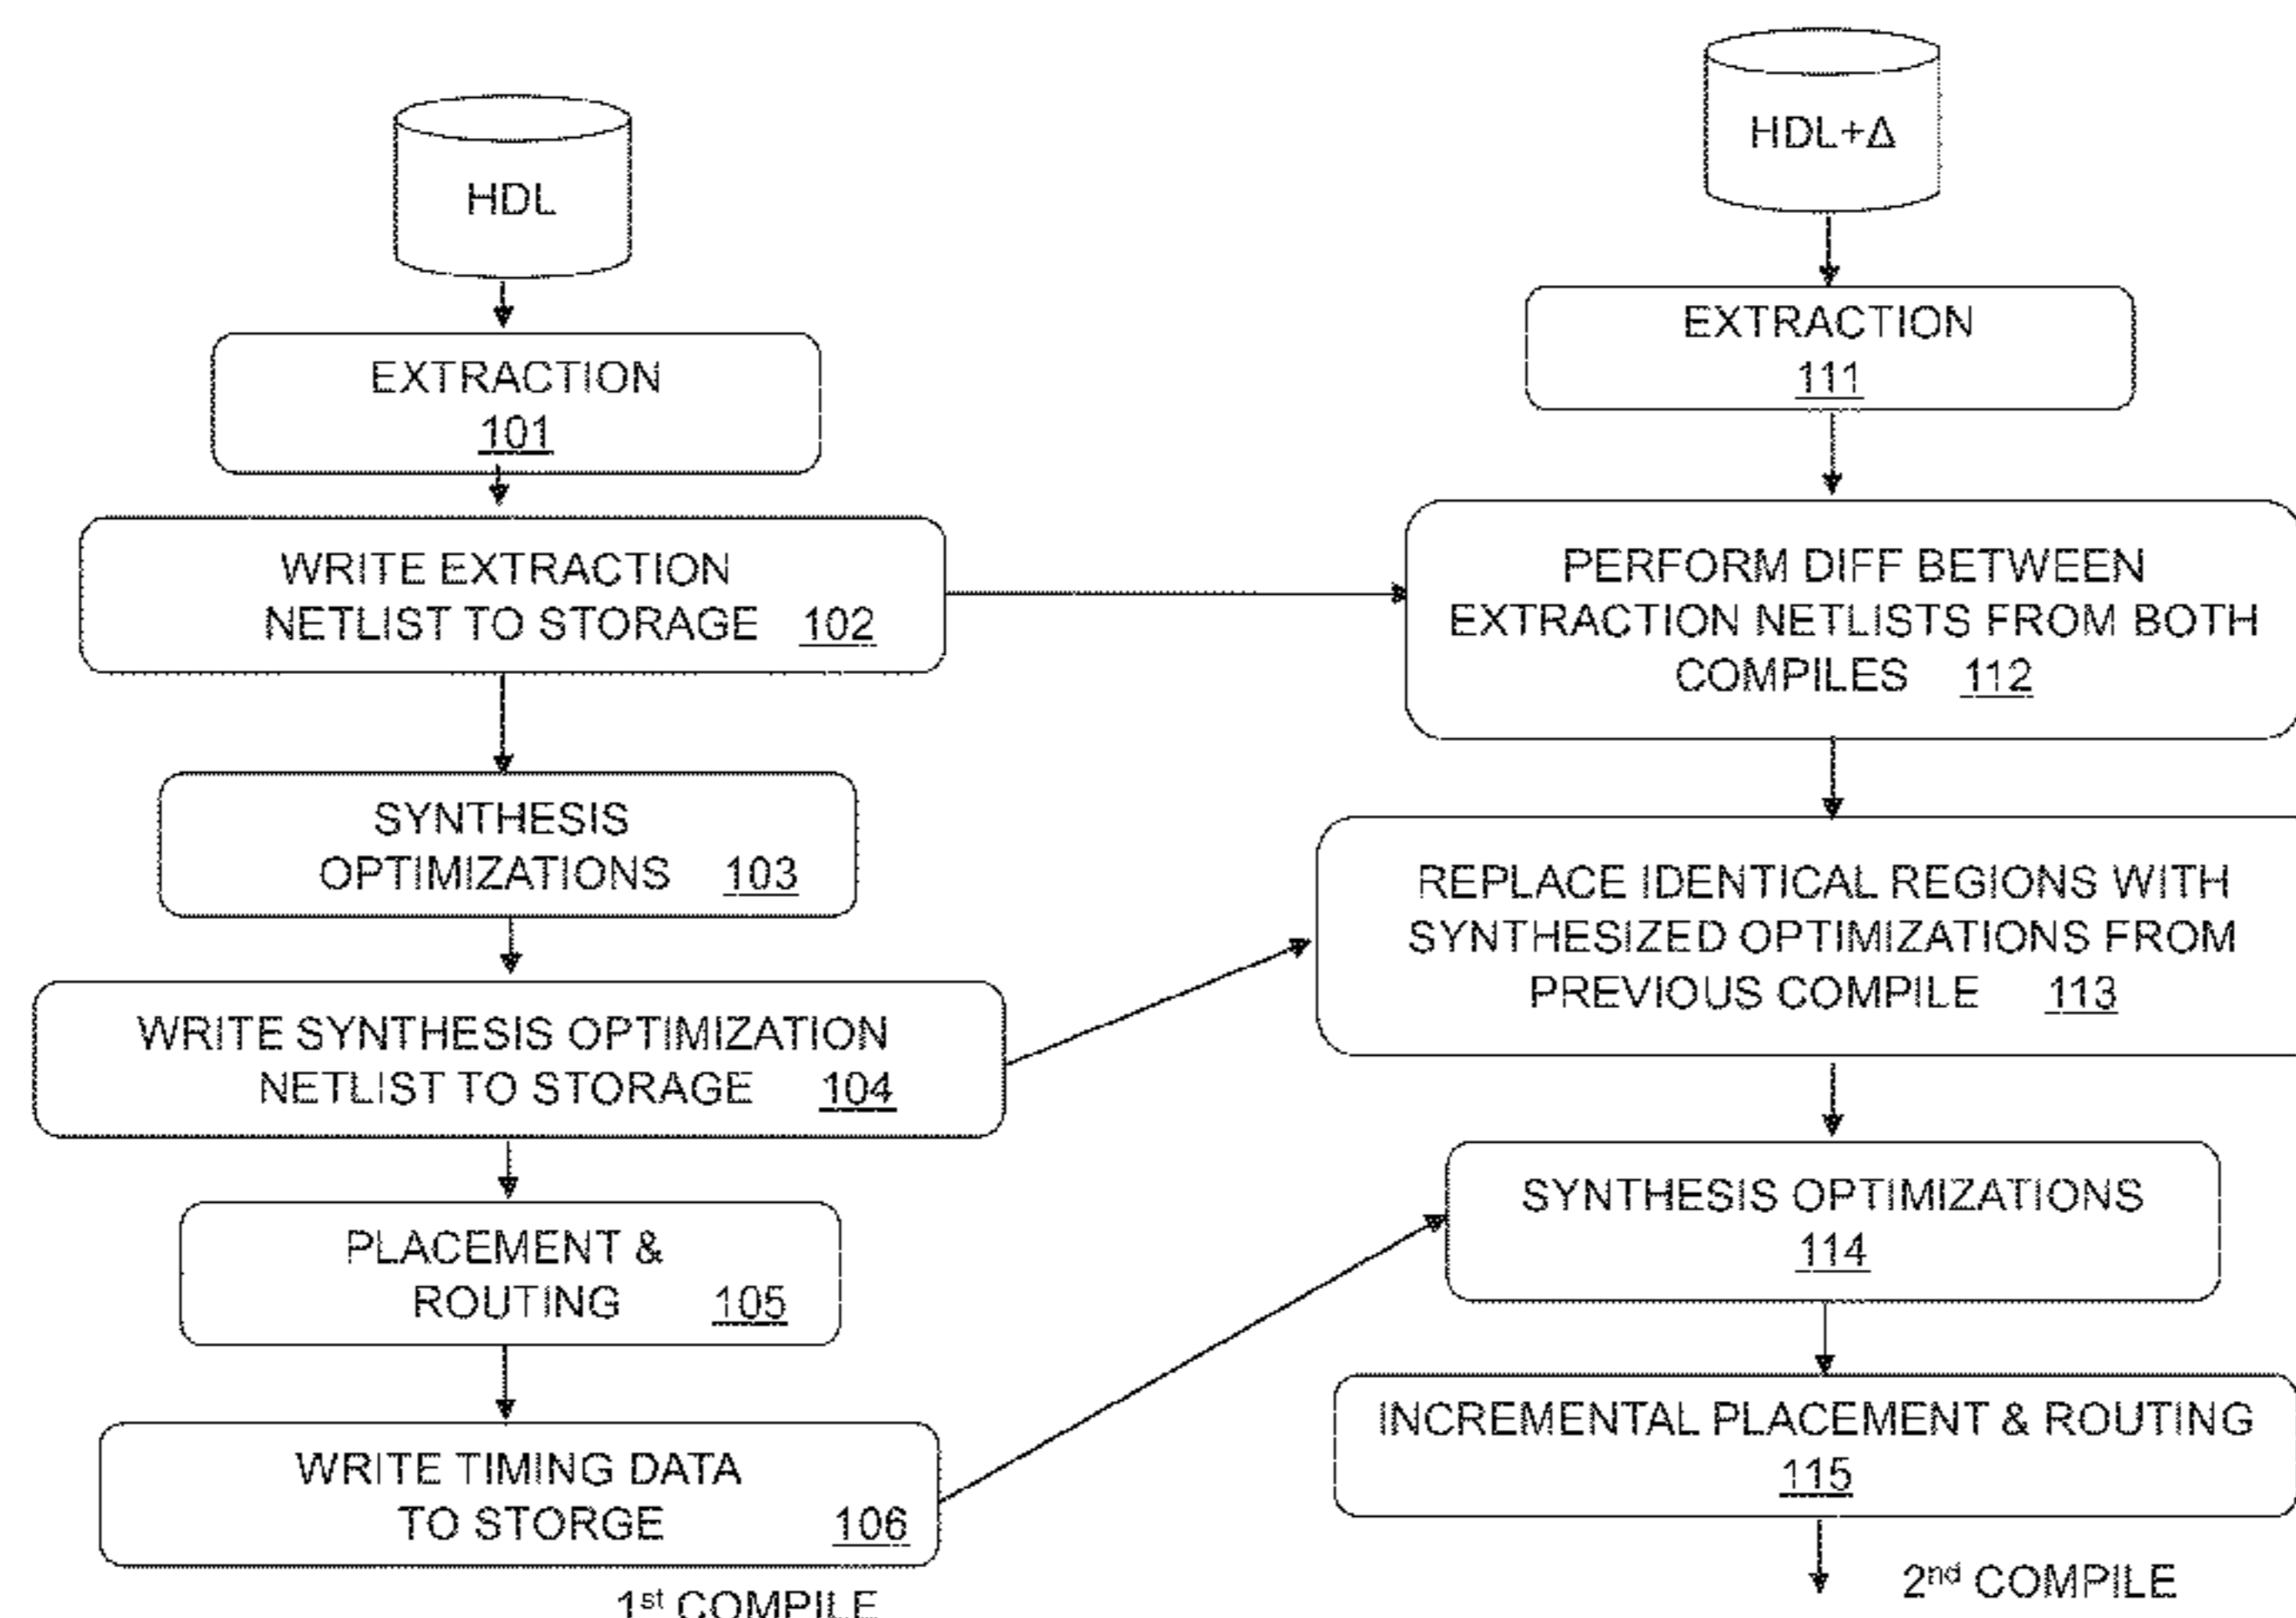 HDL
EXTRACTION
101
WRITE EXTRACTION
NETLIST TO STORAGE 102
SYNTHESIS
OPTIMIZATIONS 103
WRITE SYNTHESIS OPTIMIZATION
NETLIST TO STORAGE 104
PLACEMENT &
ROUTING 105
WRITE TIMING DATA
TO STORGE 106
1st COMPILE
HDL+Δ
EXTRACTION
111
PERFORM DIFF BETWEEN
EXTRACTION NETLISTS FROM BOTH
COMPILES 112
REPLACE IDENTICAL REGIONS WITH
SYNTHESIZED OPTIMIZATIONS FROM
PREVIOUS COMPILE 113
SYNTHESIS OPTIMIZATIONS
114
INCREMENTAL PLACEMENT & ROUTING
115
2nd COMPILE